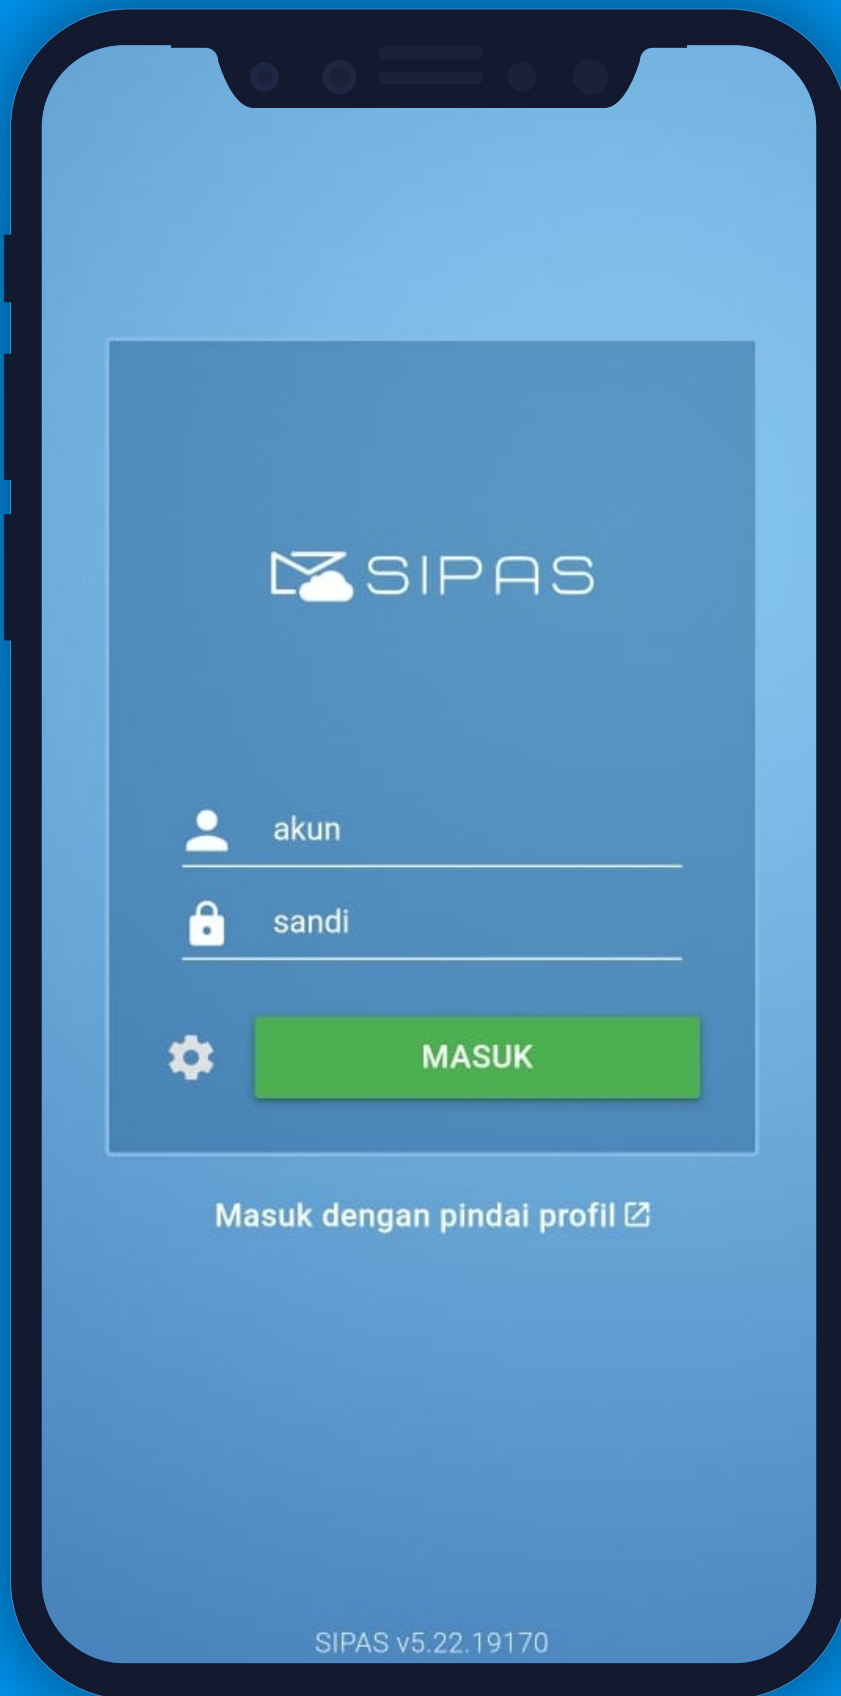 SIPAS
akun
sandi
MASUK
Masuk dengan pindai profil
SIPAS v5.22.19170